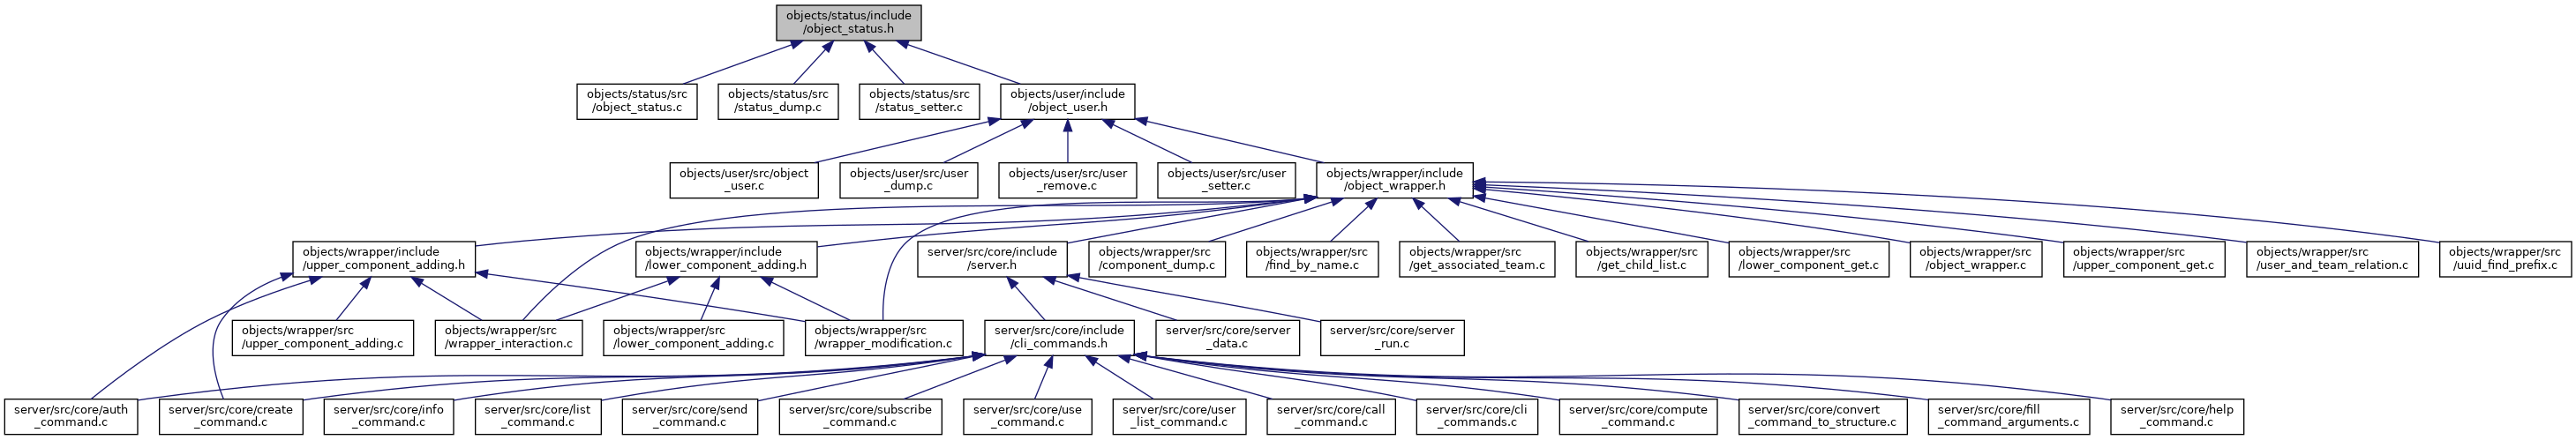 objects/status/include
/object_status.h
objects/status/src
/object_status.c
objects/status/src
/status_dump.c
objects/status/src
/status_setter.c
objects/user/include
/object_user.h
objects/user/src/object
_user.c
objects/user/src/user
_dump.c
objects/user/src/user
_remove.c
objects/user/src/user
_setter.c
objects/wrapper/include
/object_wrapper.h
objects/wrapper/include
/upper_component_adding.h
objects/wrapper/include
/lower_component_adding.h
server/src/core/include
/server.h
objects/wrapper/src
/component_dump.c
objects/wrapper/src
/find_by_name.c
objects/wrapper/src
/get_associated_team.c
objects/wrapper/src
/get_child_list.c
objects/wrapper/src
/lower_component_get.c
objects/wrapper/src
/object_wrapper.c
objects/wrapper/src
/upper_component_get.c
objects/wrapper/src
/user_and_team_relation.c
objects/wrapper/src
/uuid_find_prefix.c
objects/wrapper/src
/upper_component_adding.c
objects/wrapper/src
/wrapper_interaction.c
objects/wrapper/src
/lower_component_adding.c
objects/wrapper/src
/wrapper_modification.c
server/src/core/include
/cli_commands.h
server/src/core/server
_data.c
server/src/core/server
_run.c
server/src/core/auth
_command.c
server/src/core/create
_command.c
server/src/core/info
_command.c
server/src/core/list
_command.c
server/src/core/send
_command.c
server/src/core/subscribe
_command.c
server/src/core/use
_command.c
server/src/core/user
_list_command.c
server/src/core/call
_command.c
server/src/core/cli
_commands.c
server/src/core/compute
_command.c
server/src/core/convert
_command_to_structure.c
server/src/core/fill
_command_arguments.c
server/src/core/help
_command.c